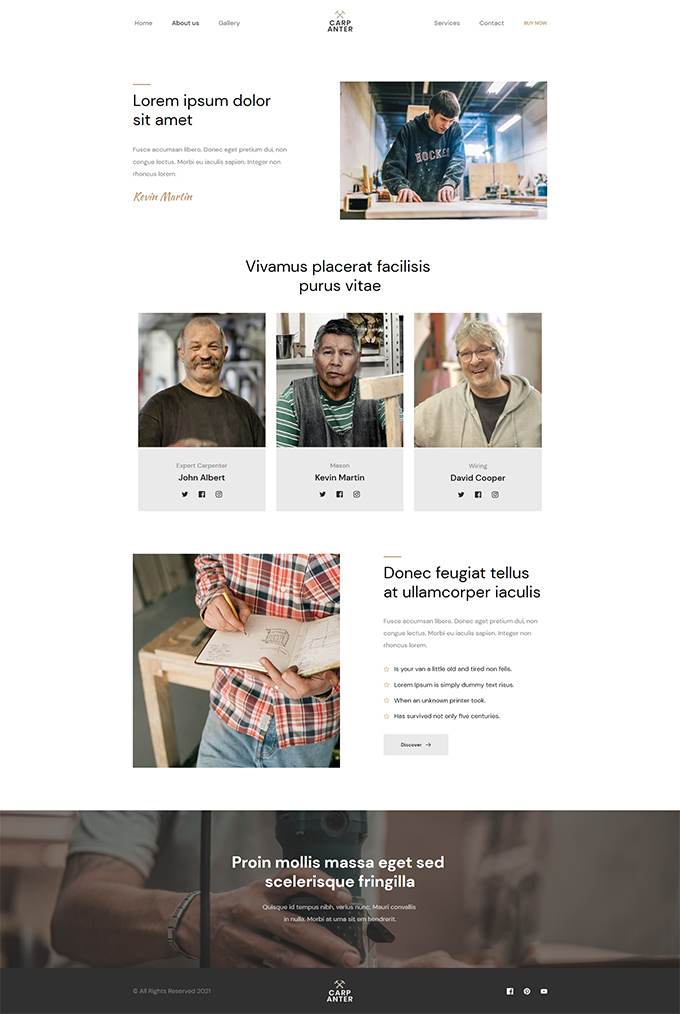 Home About us Gallery
CARP
ANTER
Services Contact BUY NOW
Lorem ipsum dolor
sit amet
Fusce accumsan libero. Donec eget pretium dui, non
congue lectus. Morbi eu iaculis sapien. Integer non
rhoncus lorem.
Kevin Martin
HOCKEY
Vivamus placerat facilisis
purus vitae
Expert Carpenter
John Albert
Mason
Kevin Martin
Wiring
David Cooper
Donec feugiat tellus
at ullamcorper iaculis
Fusce accumsan libero. Donec eget pretium dui, non
congue lectus. Morbi eu iaculis sapien. Integer non
rhoncus lorem.
Is your van a little old and tired non felis.
Lorem Ipsum is simply dummy text risus.
When an unknown printer took.
Has survived not only five centuries.
Discover →
Proin mollis massa eget sed
scelerisque fringilla
Quisque id tempus nibh, varius nunc. Mauri convallis
in nulla. Morbi at urna sit em hendrerit.
© All Rights Reserved 2021
CARP
ANTER